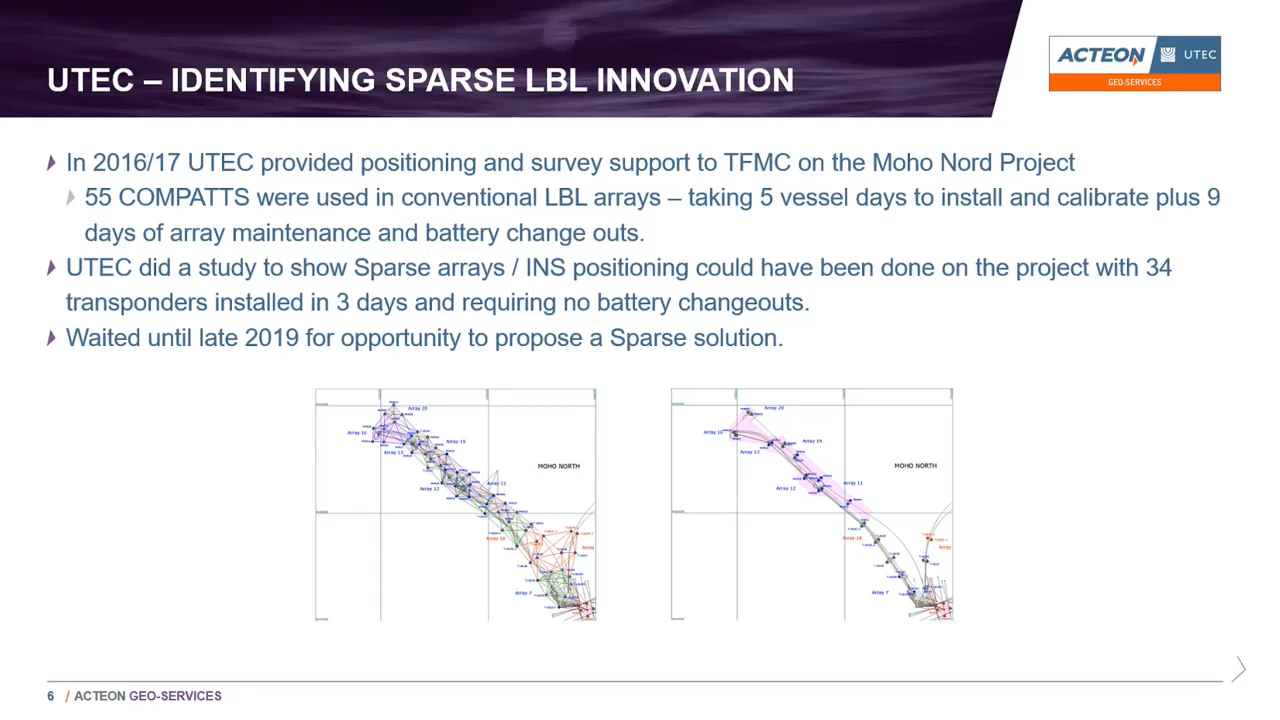 UTEC – IDENTIFYING SPARSE LBL INNOVATION
ACTEON UTEC
GEO-SERVICES
In 2016/17 UTEC provided positioning and survey support to TFMC on the Moho Nord Project
55 COMPATTS were used in conventional LBL arrays – taking 5 vessel days to install and calibrate plus 9
days of array maintenance and battery change outs.
UTEC did a study to show Sparse arrays / INS positioning could have been done on the project with 34
transponders installed in 3 days and requiring no battery changeouts.
Waited until late 2019 for opportunity to propose a Sparse solution.
Array 20
Array 16
Array 19
Array 13
MOHO NORTH
Array 11
Array 12
Array 18
Array
Array 7
Array 20
Array 16
Array 19
Array 13
MOHO NORTH
Array 11
Array 12
Array 18
Array
Array 7
6 / ACTEON GEO-SERVICES